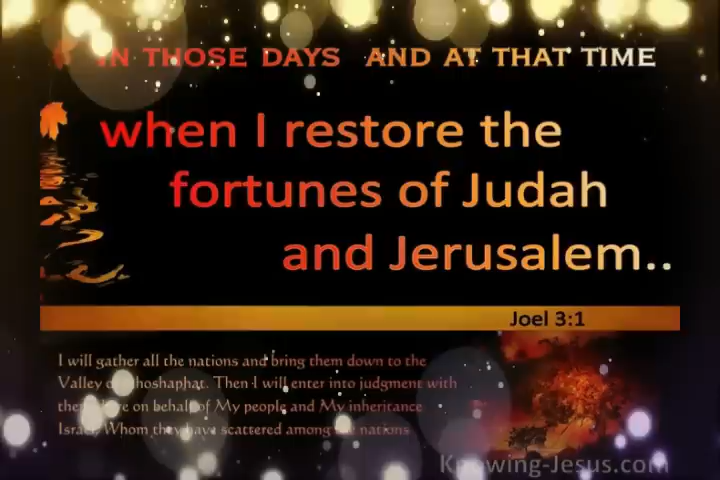 IN THOSE DAYS AND AT THAT TIME
when I restore the
fortunes of Judah
and Jerusalem..
Joel 3:1
I will gather all the nations and bring them down to the
Valley of Jehoshaphat. Then I will enter into judgment with
them there on behalf of My people and My inheritance
Israel, Whom they have scattered among the nations
Knowing-Jesus.com